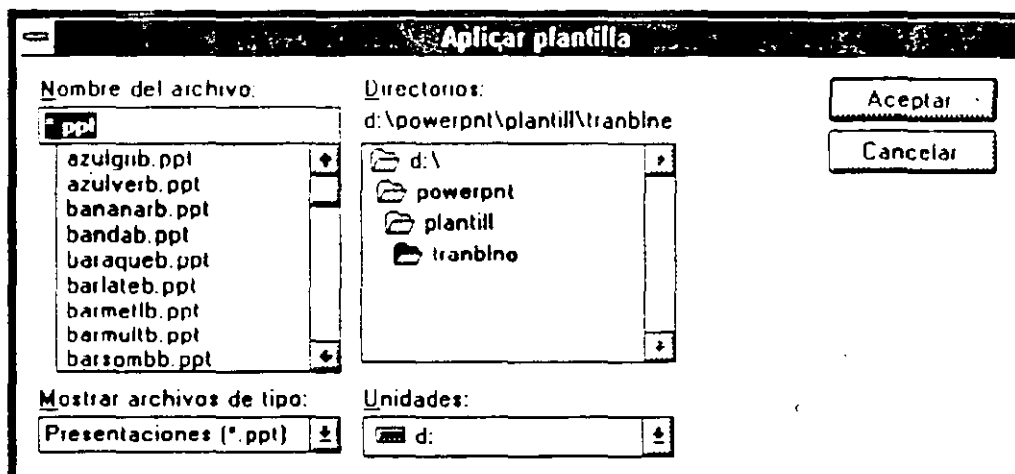 Aplicar plantilla
Nombre del archivo:
*.ppt
azulgrib.ppt
azulverb.ppt
bananarb.ppt
bandab.ppt
baraqueb.ppt
barlateb.ppt
barmetlb.ppt
barmultb.ppt
barsombb.ppt
Mostrar archivos de tipo:
Presentaciones (*.ppt)
Directorios:
d:\powerpnt\plantill\tranblne
d:\
powerpnt
plantill
tranblno
Unidades:
d:
Aceptar
Cancelar